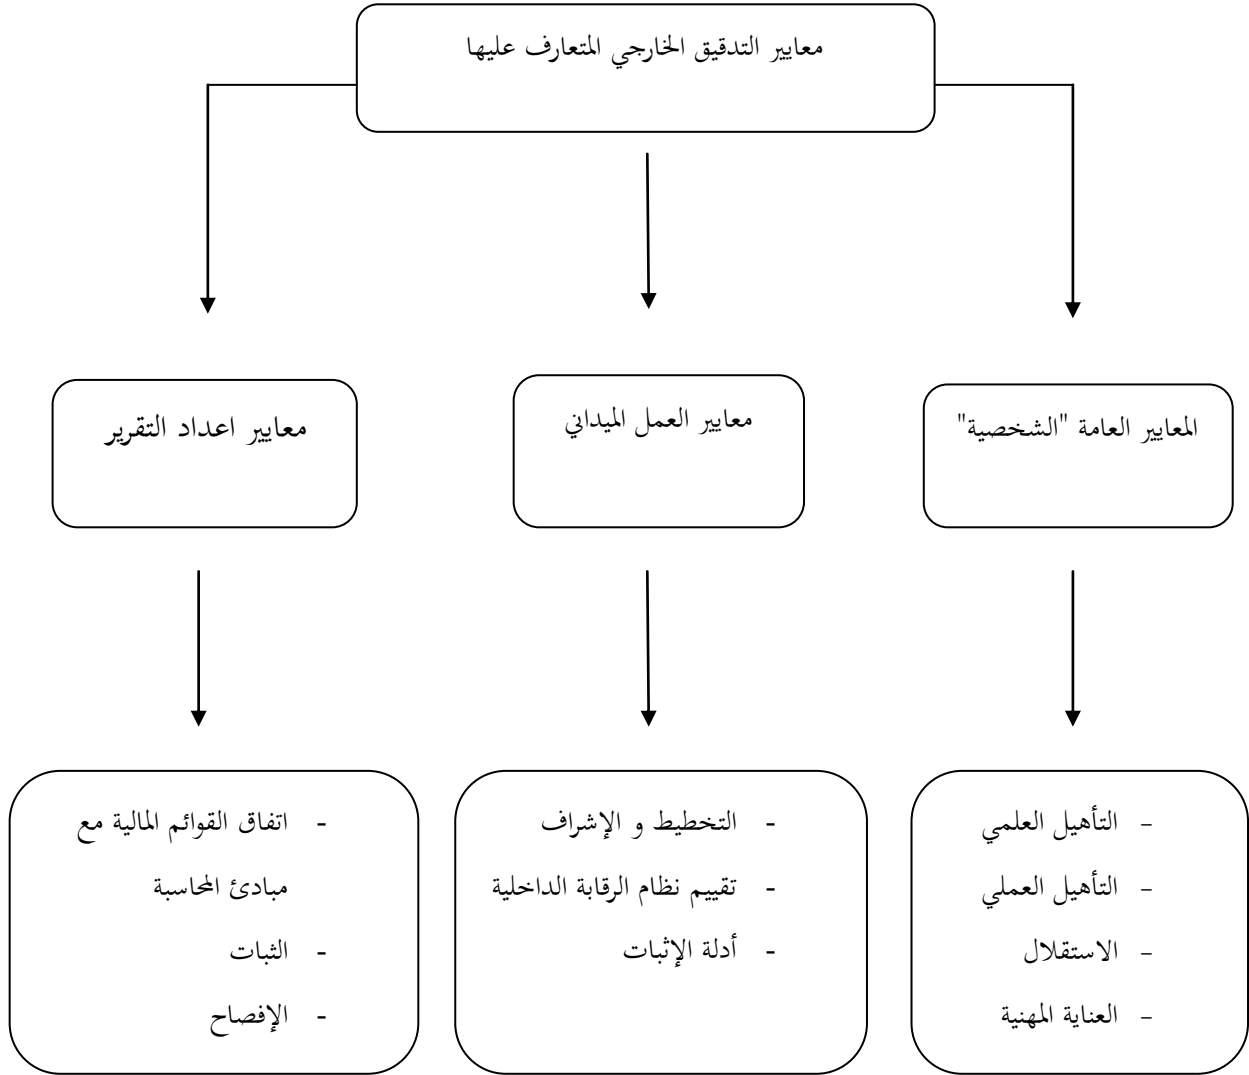 معايير التدقيق الخارجي المتعارف عليها
المعايير العامة "الشخصية"
معايير العمل الميداني
معايير اعداد التقرير
- التأهيل العلمي
- التأهيل العملي
- الاستقلال
- العناية المهنية
- التخطيط و الإشراف
- تقييم نظام الرقابة الداخلية
- أدلة الإثبات
- اتفاق القوائم المالية مع
مبادئ المحاسبة
- الثبات
- الإفصاح